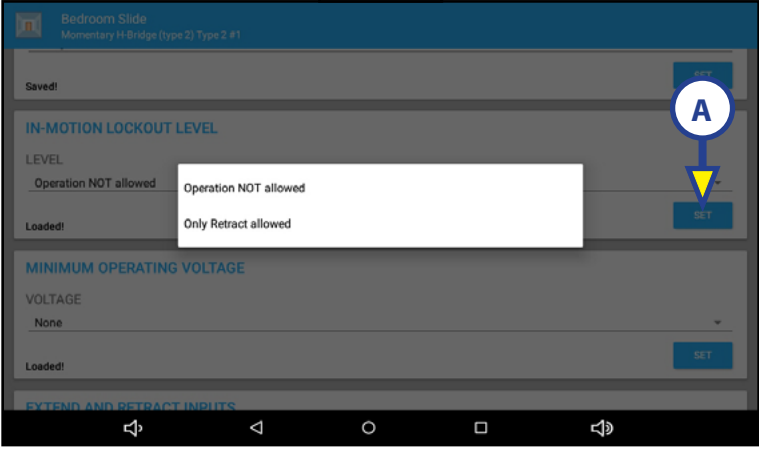 Bedroom Slide
Momentary H-Bridge (type 2) Type 2 #1
SET
Saved!
A
IN-MOTION LOCKOUT LEVEL
LEVEL
Operation NOT allowed
Operation NOT allowed
Only Retract allowed
SET
Loaded!
MINIMUM OPERATING VOLTAGE
VOLTAGE
None
SET
Loaded!
EXTEND AND RETRACT INPUTS